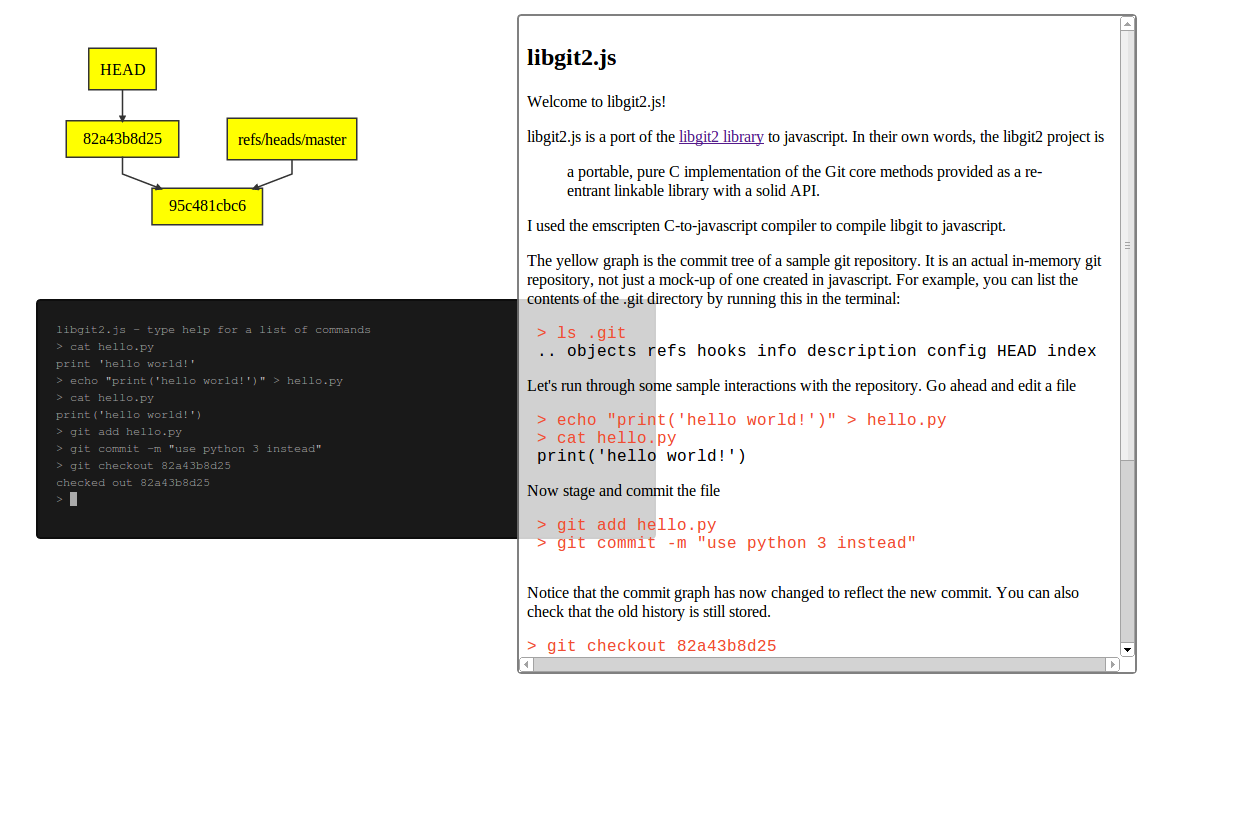 HEAD
82a43b8d25
refs/heads/master
95c481cbc6
libgit2.js - type help for a list of commands
> cat hello.py
print 'hello world!'
> echo "print('hello world!')" > hello.py
> cat hello.py
print('hello world!')
> git add hello.py
> git commit -m "use python 3 instead"
> git checkout 82a43b8d25
checked out 82a43b8d25
>
libgit2.js
Welcome to libgit2.js!
libgit2.js is a port of the libgit2 library to javascript. In their own words, the libgit2 project is
a portable, pure C implementation of the Git core methods provided as a re-
entrant linkable library with a solid API.
I used the emscripten C-to-javascript compiler to compile libgit to javascript.
The yellow graph is the commit tree of a sample git repository. It is an actual in-memory git
repository, not just a mock-up of one created in javascript. For example, you can list the
contents of the .git directory by running this in the terminal:
> ls .git
.. objects refs hooks info description config HEAD index
Let's run through some sample interactions with the repository. Go ahead and edit a file
> echo "print('hello world!')" > hello.py
> cat hello.py
print('hello world!')
Now stage and commit the file
> git add hello.py
> git commit -m "use python 3 instead"
Notice that the commit graph has now changed to reflect the new commit. You can also
check that the old history is still stored.
> git checkout 82a43b8d25